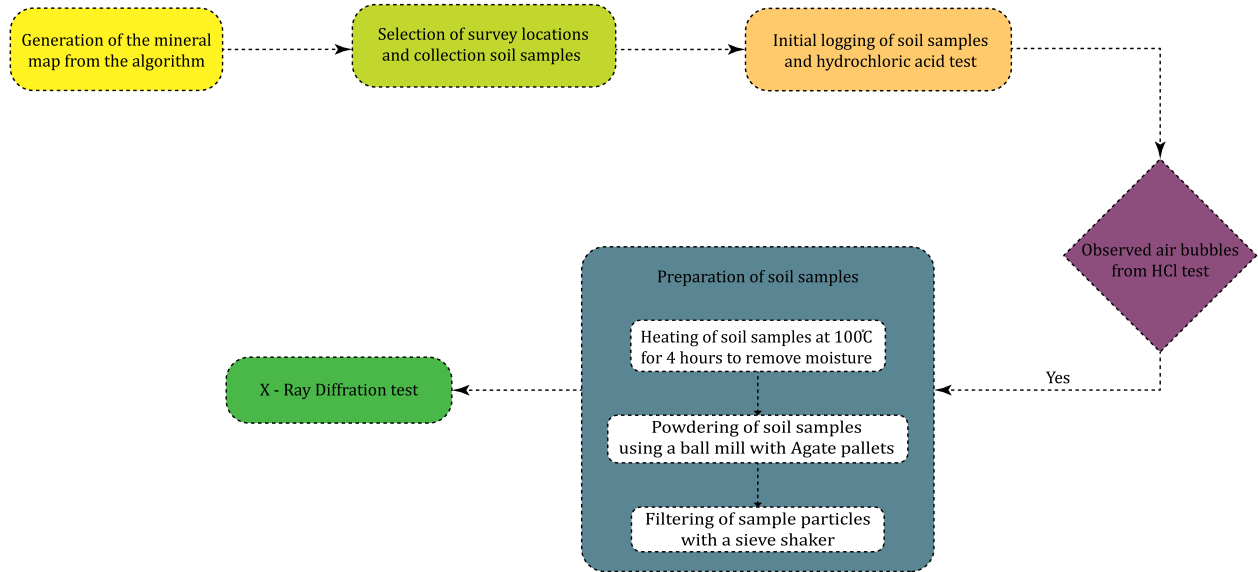 Generation of the mineral
map from the algorithm
Selection of survey locations
and collection soil samples
Initial logging of soil samples
and hydrochloric acid test
Observed air bubbles
from HCl test
Yes
Preparation of soil samples
Heating of soil samples at 100℃
for 4 hours to remove moisture
Powdering of soil samples
using a ball mill with Agate pallets
Filtering of sample particles
with a sieve shaker
X - Ray Diffration test